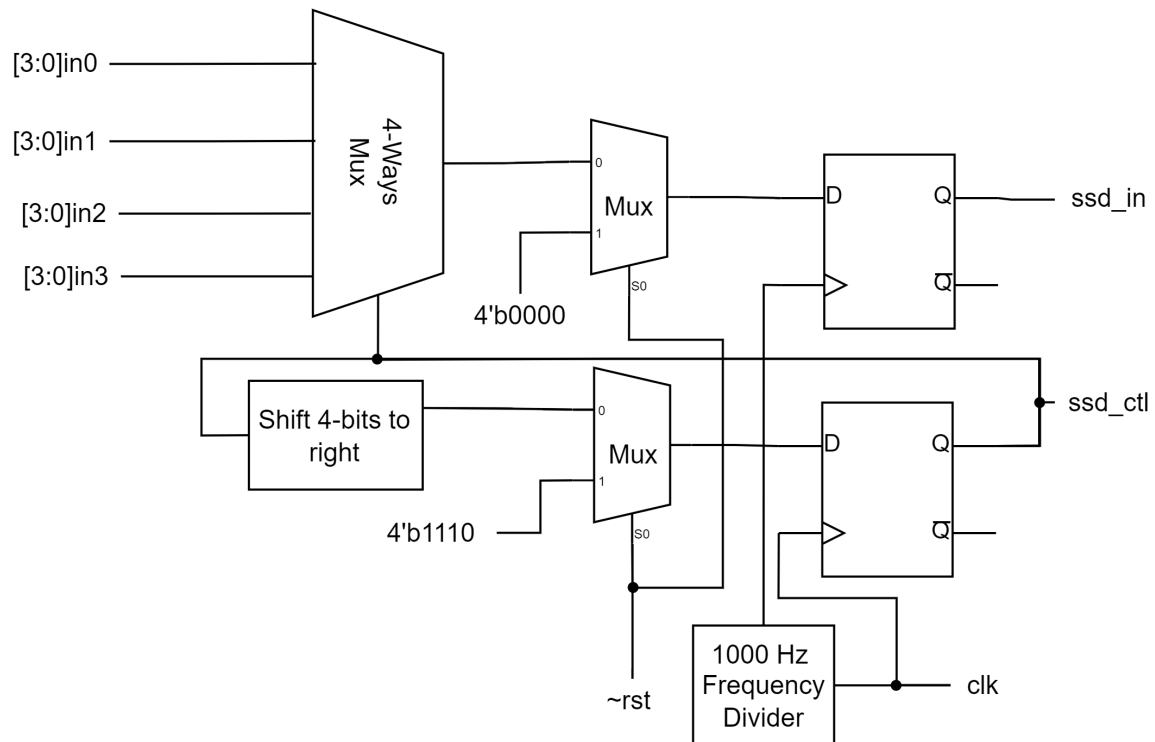 [3:0]in0
[3:0]in1
[3:0]in2
[3:0]in3
4-Ways
Mux
0
Mux
1
S0
4'b0000
D
Q
Q
ssd_in
Shift 4-bits to
right
0
Mux
1
S0
4'b1110
D
Q
Q
ssd_ctl
~rst
1000 Hz
Frequency
Divider
clk